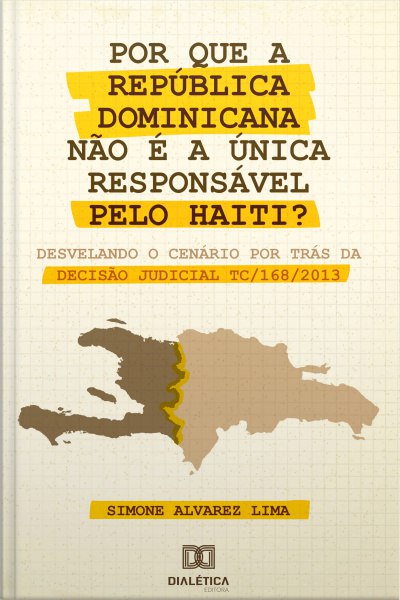 POR QUE A
REPÚBLICA
DOMINICANA
NÃO É A ÚNICA
RESPONSÁVEL
PELO HAITI?
DESVELANDO O CENÁRIO POR TRÁS DA
DECISÃO JUDICIAL TC/168/2013
SIMONE ALVAREZ LIMA
DIALÉTICA
EDITORA